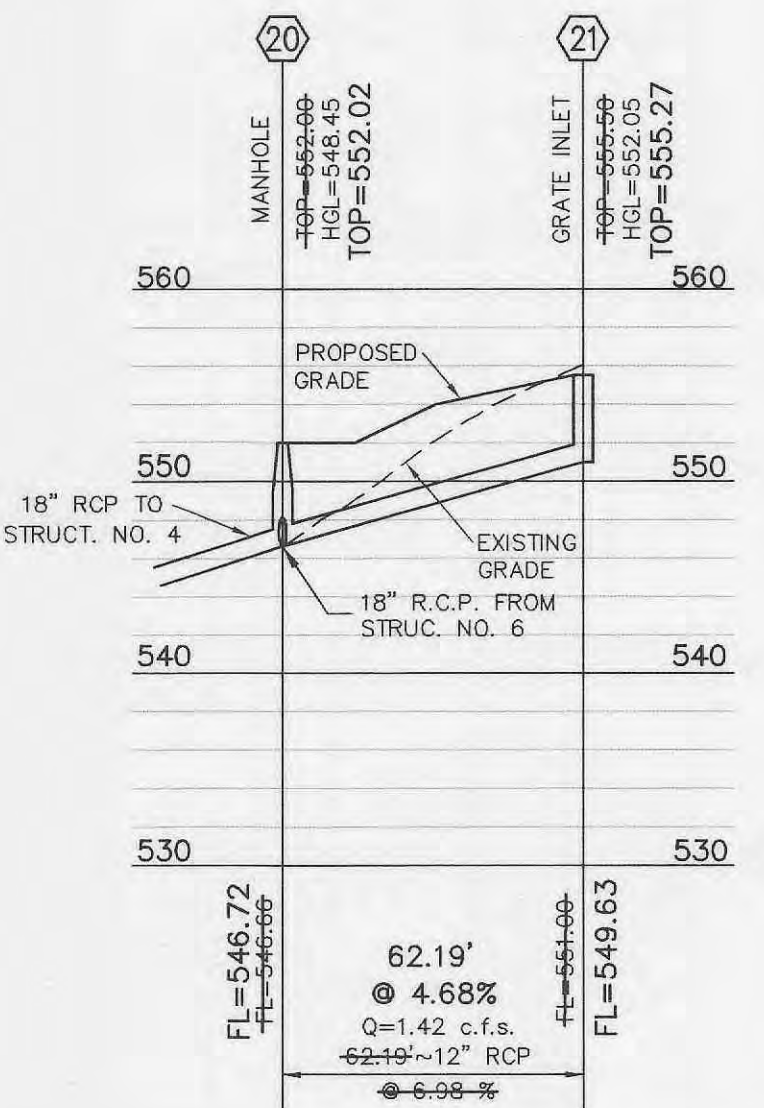 20
21
MANHOLE
TOP=552.00
HGL=548.45
TOP=552.02
GRATE INLET
TOP=555.50
HGL=552.05
TOP=555.27
560
560
PROPOSED
GRADE
550
550
18" RCP TO
STRUCT. NO. 4
EXISTING
GRADE
18" R.C.P. FROM
STRUC. NO. 6
540
540
530
530
FL=546.72
FL=546.66
62.19'
@ 4.68%
Q=1.42 c.f.s.
62.19'~12" RCP
@ 6.98 %
FL=551.00
FL=549.63